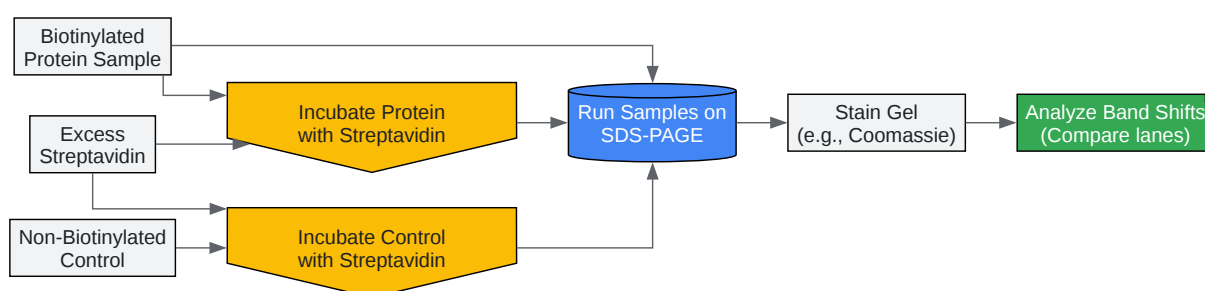 Biotinylated
Protein Sample
Incubate Protein
with Streptavidin
Run Samples on
SDS-PAGE
Stain Gel
(e.g., Coomassie)
Analyze Band Shifts
(Compare lanes)
Excess
Streptavidin
Non-Biotinylated
Control
Incubate Control
with Streptavidin